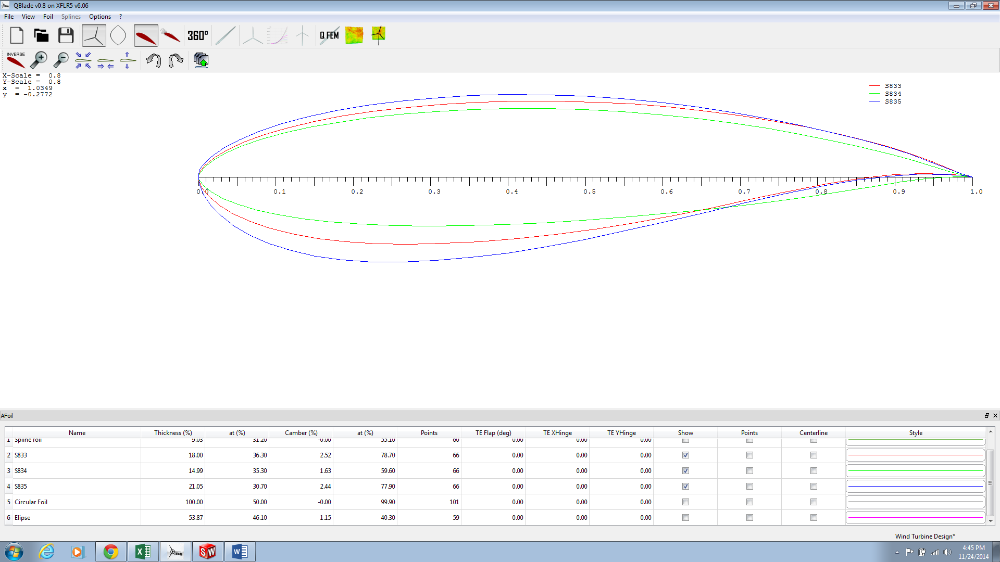 QBlade v0.8 on XFLR5 v6.06
File View Foil Splines Options ?
360° Q FEM
INVERSE
X-Scale = 0.8
Y-Scale = 0.8
x = 1.0349
y = -0.2772
S833
S834
S835
0.0 0.1 0.2 0.3 0.4 0.5 0.6 0.7 0.8 0.9 1.0
AFoil
Name Thickness (%) at (%) Camber (%) at (%) Points TE Flap (deg) TE XHinge TE YHinge Show Points Centerline Style
1 Spline foil 9.03 31.20 -0.00 55.10 60 0.00 0.00 0.00
2 S833 18.00 36.30 2.52 78.70 66 0.00 0.00 0.00
3 S834 14.99 35.30 1.63 59.60 66 0.00 0.00 0.00
4 S835 21.05 30.70 2.44 77.90 66 0.00 0.00 0.00
5 Circular Foil 100.00 50.00 -0.00 99.90 101 0.00 0.00 0.00
6 Elipse 53.87 46.10 1.15 40.30 59 0.00 0.00 0.00
Wind Turbine Design*
4:45 PM
11/24/2014